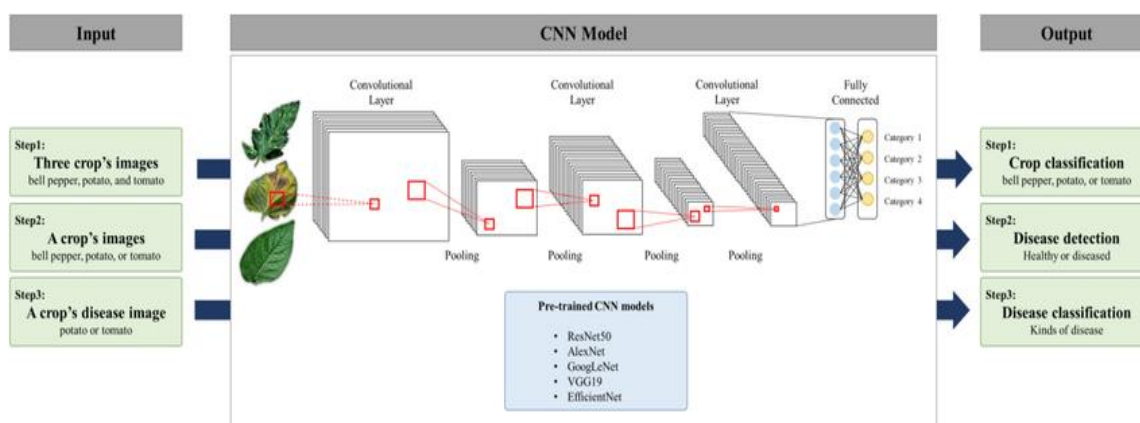 Input
CNN Model
Output
Step1:
Three crop's images
bell pepper, potato, and tomato
Step2:
A crop's images
bell pepper, potato, or tomato
Step3:
A crop's disease image
potato or tomato
Convolutional
Layer
Convolutional
Layer
Convolutional
Layer
Fully
Connected
Category 1
Category 2
Category 3
Category 4
Pooling
Pooling
Pooling
Pooling
Pre-trained CNN models
• ResNet50
• AlexNet
• GoogLeNet
• VGG19
• EfficientNet
Step1:
Crop classification
bell pepper, potato, or tomato
Step2:
Disease detection
Healthy or diseased
Step3:
Disease classification
Kinds of disease